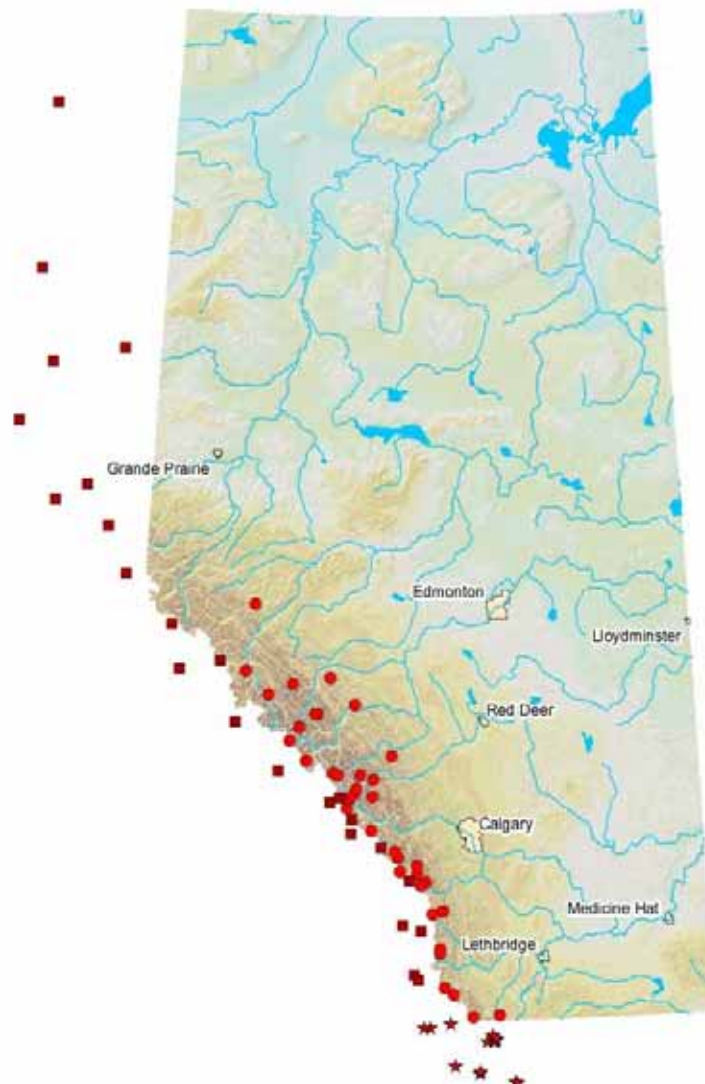 Grande Prairie
Edmonton
Lloydminster
Red Deer
Calgary
Medicine Hat
Lethbridge